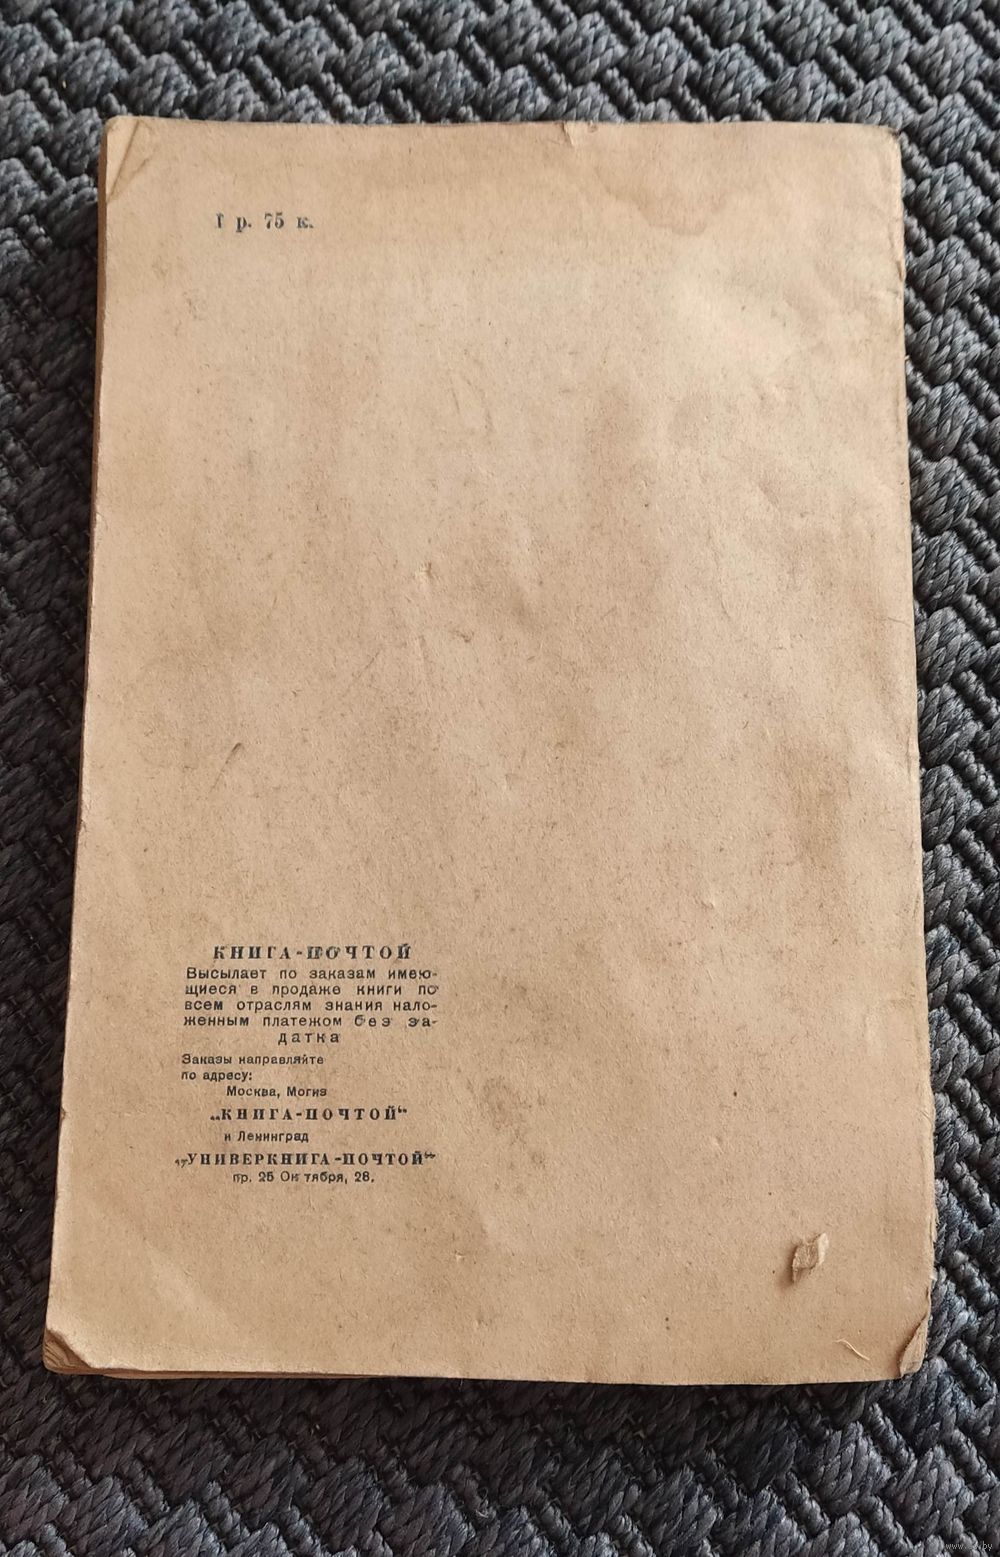 1 р. 75 к.
КНИГА-ПОЧТОЙ
Высылает по заказам имею-
щиеся в продаже книги по
всем отраслям знания нало-
женным платежом без за-
датка
Заказы направляйте
по адресу:
Москва, Могиз
„КНИГА-ПОЧТОЙ“
и Ленинград
„УНИВЕРКНИГА-ПОЧТОЙ“
пр. 25 Октября, 28.